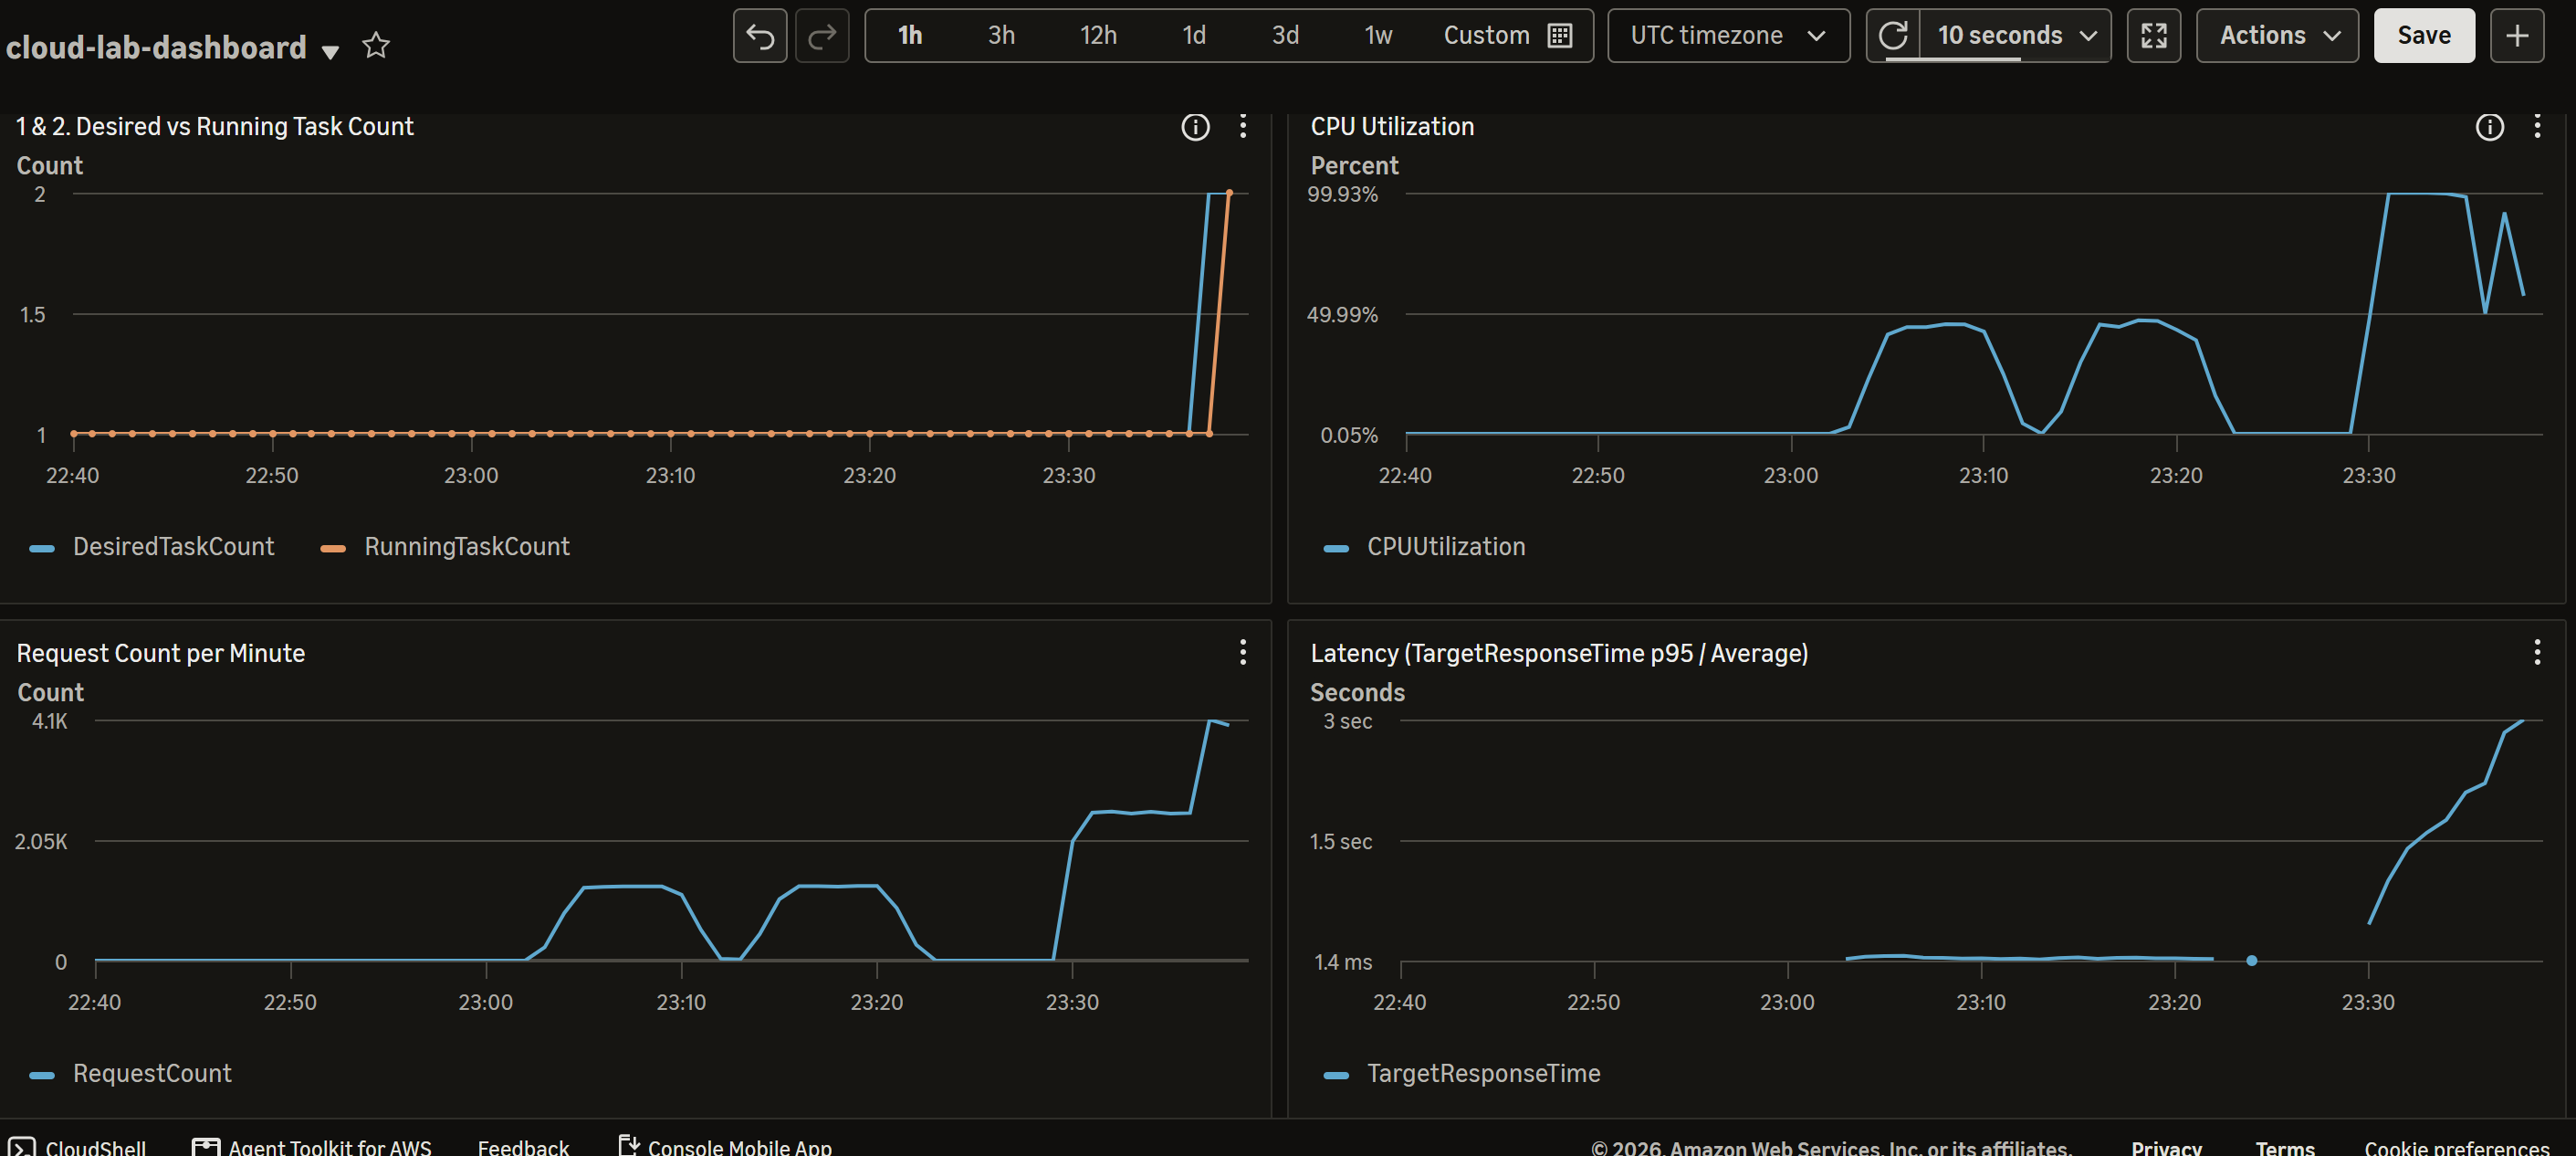 cloud-lab-dashboard
1h 3h 12h 1d 3d 1w Custom UTC timezone 10 seconds Actions Save
1 & 2. Desired vs Running Task Count
Count
2
1.5
1
22:40 22:50 23:00 23:10 23:20 23:30
DesiredTaskCount RunningTaskCount
CPU Utilization
Percent
99.93%
49.99%
0.05%
22:40 22:50 23:00 23:10 23:20 23:30
CPUUtilization
Request Count per Minute
Count
4.1K
2.05K
0
22:40 22:50 23:00 23:10 23:20 23:30
RequestCount
Latency (TargetResponseTime p95 / Average)
Seconds
3 sec
1.5 sec
1.4 ms
22:40 22:50 23:00 23:10 23:20 23:30
TargetResponseTime
CloudShell Agent Toolkit for AWS Feedback Console Mobile App © 2026, Amazon Web Services, Inc. or its affiliates. Privacy Terms Cookie preferences